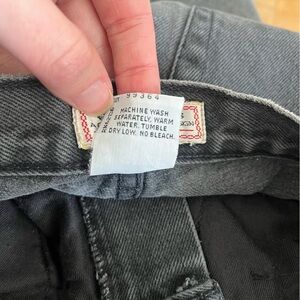 99364
MACHINE WASH
SEPARATELY, WARM
WATER. TUMBLE
DRY LOW. NO BLEACH.